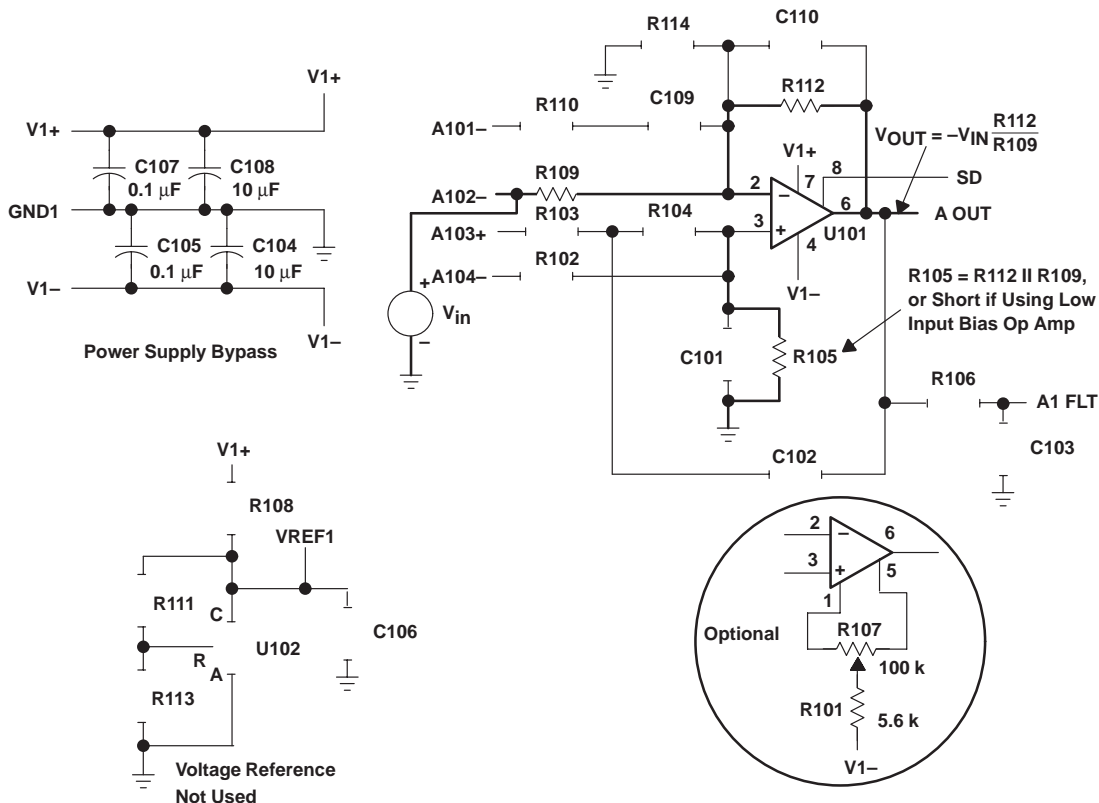 V1+
V1+
C107
0.1 μF
C108
10 μF
GND1
C105
0.1 μF
C104
10 μF
V1–
V1–
Power Supply Bypass
R114
C110
R112
R110
C109
A101–
VOUT = –VIN R112
R109
V1+
8
7
SD
R109
A102–
2
–
6
A OUT
R103
R104
3
+
U101
A103+
4
R102
A104–
V1–
+
Vin
–
R105 = R112 II R109,
or Short if Using Low
Input Bias Op Amp
C101
R105
R106
A1 FLT
C103
C102
V1+
R108
VREF1
R111
C
C106
U102
R
A
R113
Voltage Reference
Not Used
2
–
6
3
+
5
1
Optional
R107
100 k
R101
5.6 k
V1–